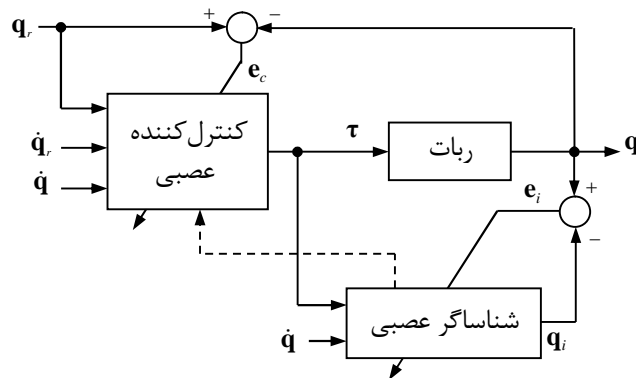 q_r
+
−
e_c
کنترل‌کننده
عصبی
q̇_r
q̇
τ
ربات
q
+
e_i
−
شناساگر عصبی
q̇
q_i